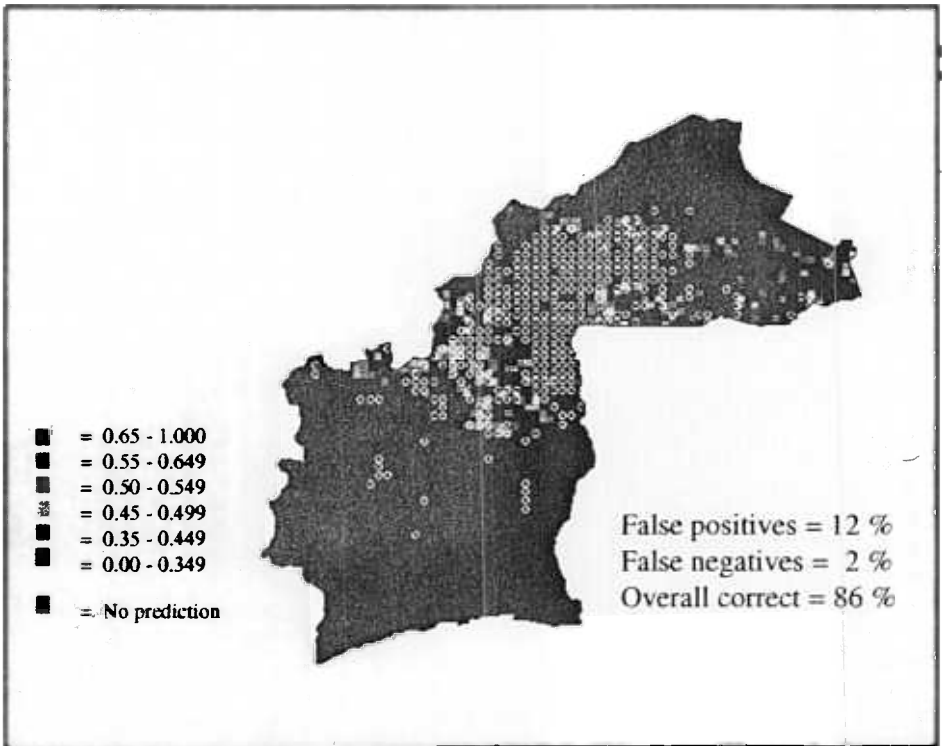 = 0.65 - 1.000
= 0.55 - 0.649
= 0.50 - 0.549
= 0.45 - 0.499
= 0.35 - 0.449
= 0.00 - 0.349
= No prediction
False positives = 12 %
False negatives = 2 %
Overall correct = 86 %